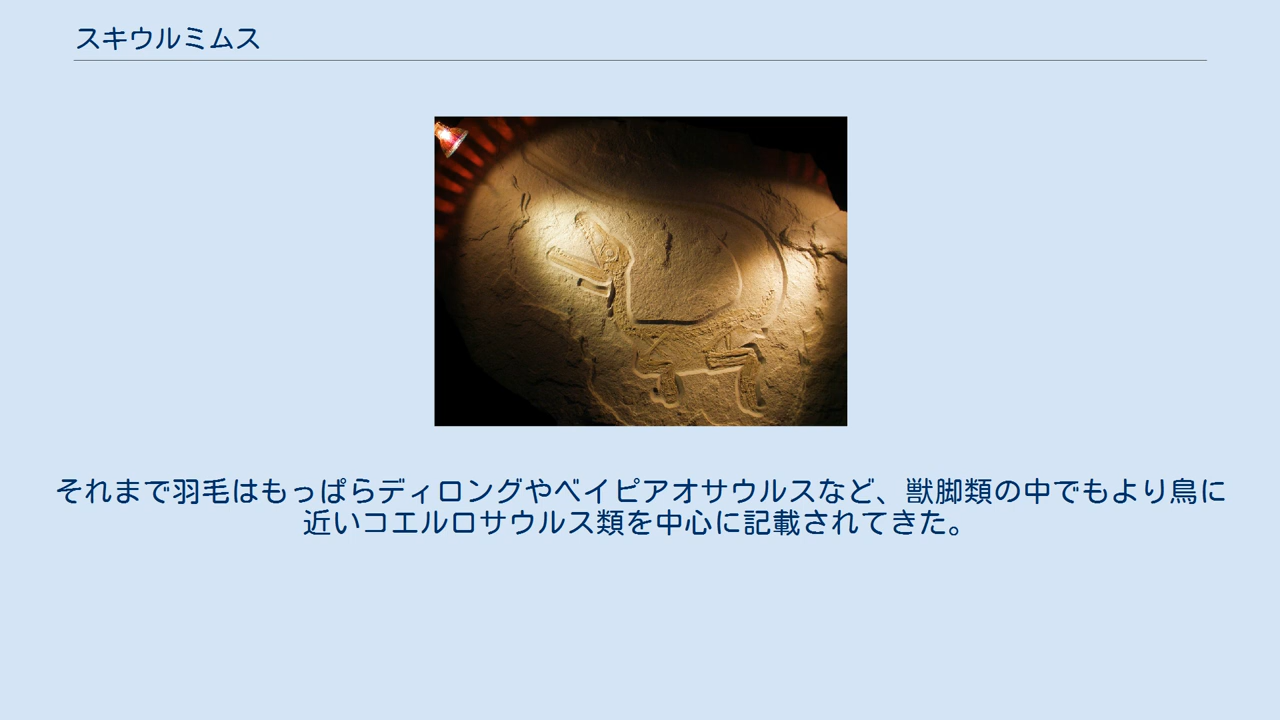 スキウルミムス
それまで羽毛はもっぱらディロングやベイピアオサウルスなど、獣脚類の中でもより鳥に
近いコエルロサウルス類を中心に記載されてきた。